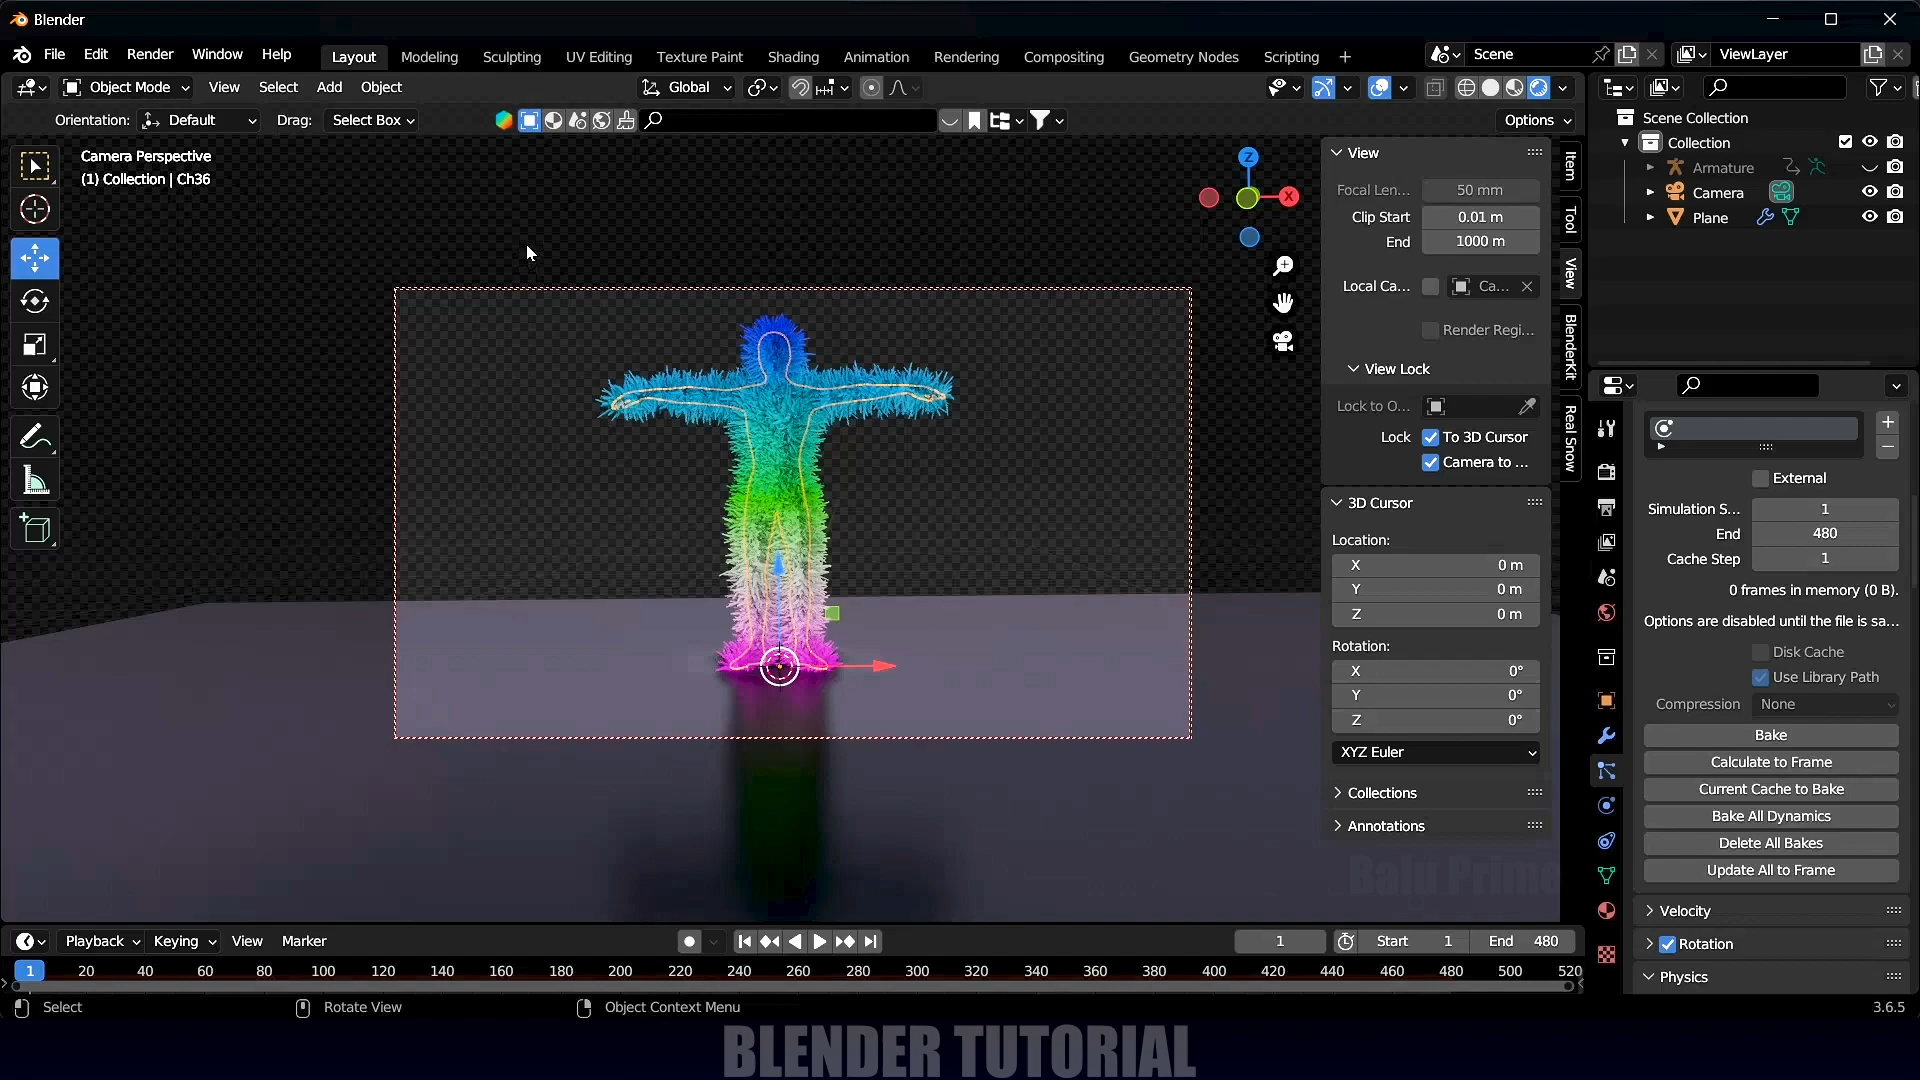 Blender
File Edit Render Window Help Layout Modeling Sculpting UV Editing Texture Paint Shading Animation Rendering Compositing Geometry Nodes Scripting + Scene ViewLayer
Object Mode View Select Add Object Global
Orientation: Default Drag: Select Box Options
Camera Perspective
(1) Collection | Ch36
Z
X
View
Focal Len... 50 mm
Clip Start 0.01 m
End 1000 m
Local Ca... Ca...
Render Regi...
View Lock
Lock to O...
Lock To 3D Cursor
Camera to ...
3D Cursor
Location:
X 0 m
Y 0 m
Z 0 m
Rotation:
X 0°
Y 0°
Z 0°
XYZ Euler
Collections
Annotations
Item
Tool
View
BlenderKit
Real Snow
Balu Prime
Scene Collection
Collection
Armature
Camera
Plane
External
Simulation S... 1
End 480
Cache Step 1
0 frames in memory (0 B).
Options are disabled until the file is sa...
Disk Cache
Use Library Path
Compression None
Bake
Calculate to Frame
Current Cache to Bake
Bake All Dynamics
Delete All Bakes
Update All to Frame
Velocity
Rotation
Physics
Playback Keying View Marker 1 Start 1 End 480
1 20 40 60 80 100 120 140 160 180 200 220 240 260 280 300 320 340 360 380 400 420 440 460 480 500 520
Select Rotate View Object Context Menu 3.6.5
BLENDER TUTORIAL